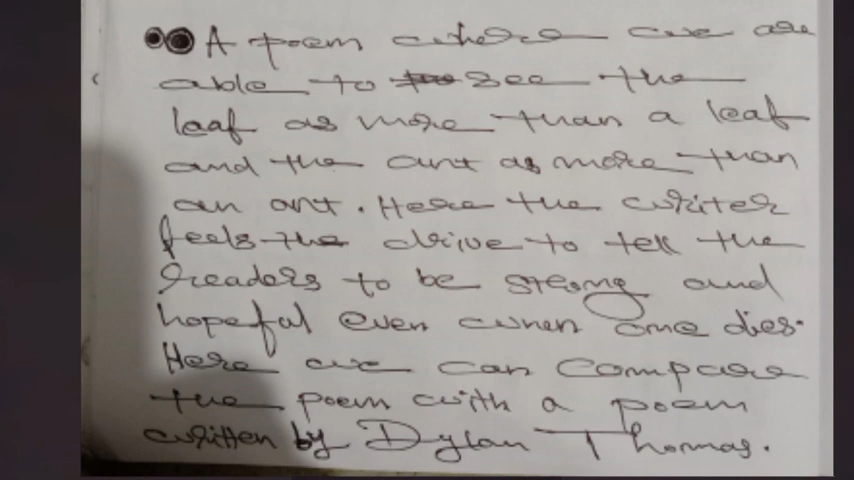 A poem where we are
able to see the
leaf as more than a leaf
and the ant as more than
an ant. Here the writer
feels the drive to tell the
readers to be strong and
hopeful even when one dies.
Here we can compare
the poem with a poem
written by Dylan Thomas.